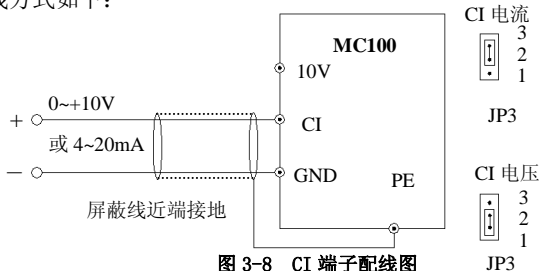 线方式如下：
CI 电流
3
2
1
JP3
MC100
10V
0~+10V
+
CI
或 4~20mA
－
GND
PE
屏蔽线近端接地
CI 电压
3
2
1
JP3
图 3-8 CI 端子配线图